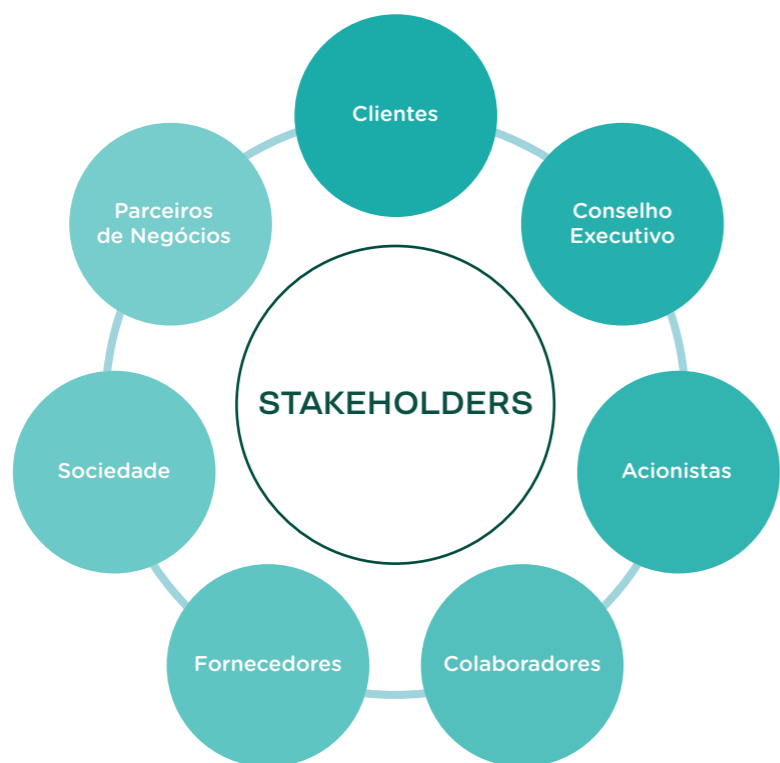 Clientes
Conselho
Executivo
Acionistas
Colaboradores
Fornecedores
Sociedade
Parceiros
de Negócios
STAKEHOLDERS